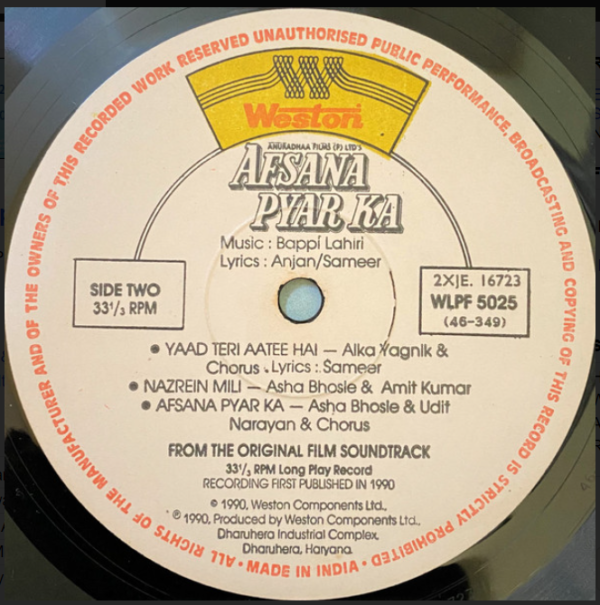 ALL RIGHTS OF THE MANUFACTURER AND OF THE OWNERS OF THIS RECORDED WORK RESERVED UNAUTHORISED PUBLIC PERFORMANCE, BROADCASTING AND COPYING OF THIS RECORD IS STRICTLY PROHIBITED • MADE IN INDIA •
Weston
ANURADHAA FILMS (P) LTD'S
AFSANA
PYAR KA
Music : Bappi Lahiri
Lyrics : Anjan/Sameer
SIDE TWO
33⅓ RPM
2XJE. 16723
WLPF 5025
(46-349)
• YAAD TERI AATEE HAI — Alka Yagnik &
Chorus . Lyrics : Sameer
• NAZREIN MILI — Asha Bhosle & Amit Kumar
• AFSANA PYAR KA — Asha Bhosle & Udit
Narayan & Chorus
FROM THE ORIGINAL FILM SOUNDTRACK
33⅓ RPM Long Play Record
RECORDING FIRST PUBLISHED IN 1990
© 1990, Weston Components Ltd.,
℗ 1990, Produced by Weston Components Ltd.,
Dharuhera Industrial Complex,
Dharuhera, Haryana.